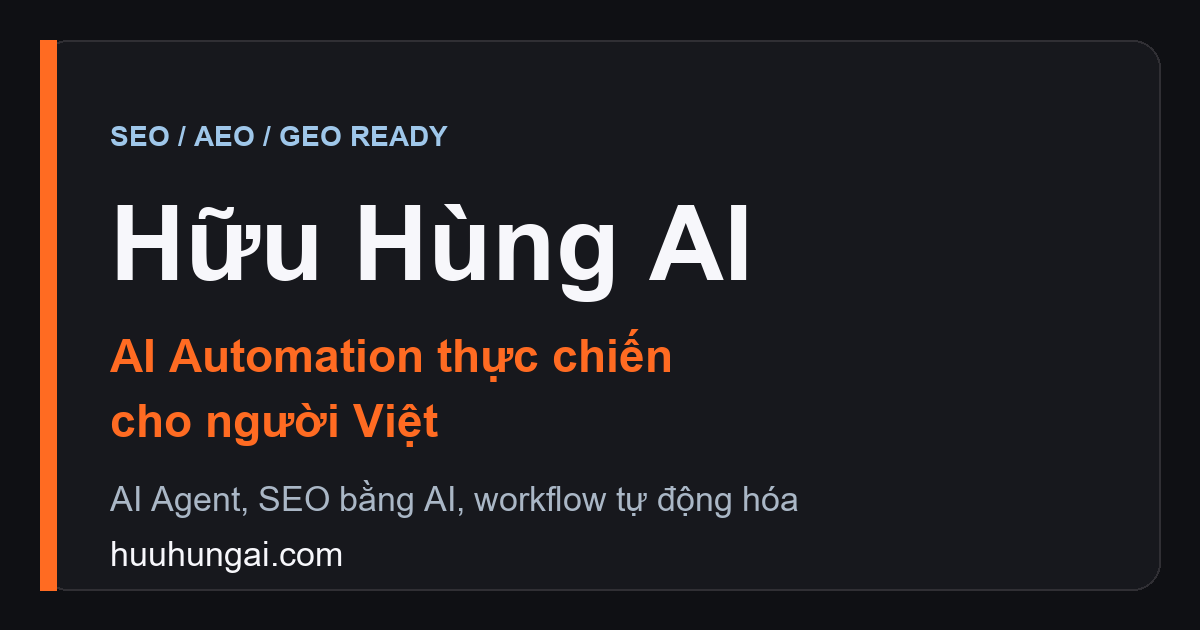 SEO / AEO / GEO READY
Hữu Hùng AI
AI Automation thực chiến
cho người Việt
AI Agent, SEO bằng AI, workflow tự động hóa
huuhungai.com